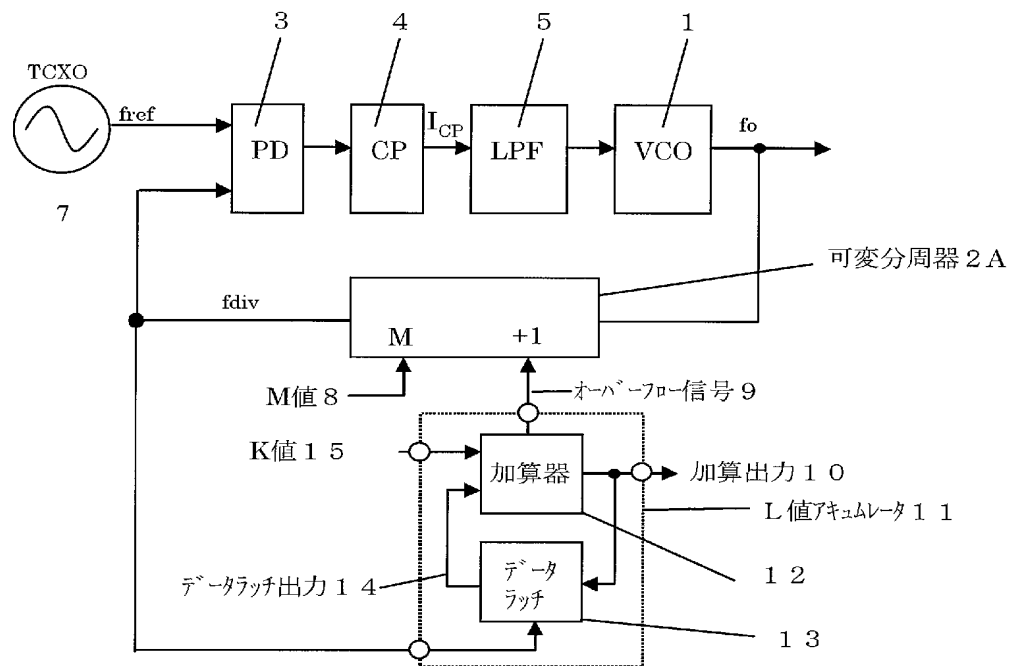 3
4
5
1
TCXO
fref
PD
CP
I_CP
LPF
VCO
fo
7
可変分周器2A
fdiv
M
+1
M値8
オーバーフロー信号9
K値15
加算器
加算出力10
L値アキュムレータ11
データラッチ出力14
データ
ラッチ
12
13